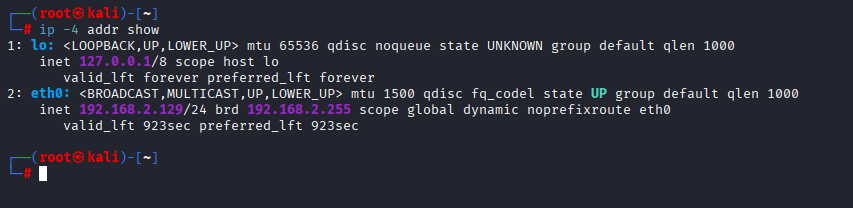 ┌──(root㉿kali)-[~]
└─# ip -4 addr show
1: lo: <LOOPBACK,UP,LOWER_UP> mtu 65536 qdisc noqueue state UNKNOWN group default qlen 1000
    inet 127.0.0.1/8 scope host lo
       valid_lft forever preferred_lft forever
2: eth0: <BROADCAST,MULTICAST,UP,LOWER_UP> mtu 1500 qdisc fq_codel state UP group default qlen 1000
    inet 192.168.2.129/24 brd 192.168.2.255 scope global dynamic noprefixroute eth0
       valid_lft 923sec preferred_lft 923sec
┌──(root㉿kali)-[~]
└─#